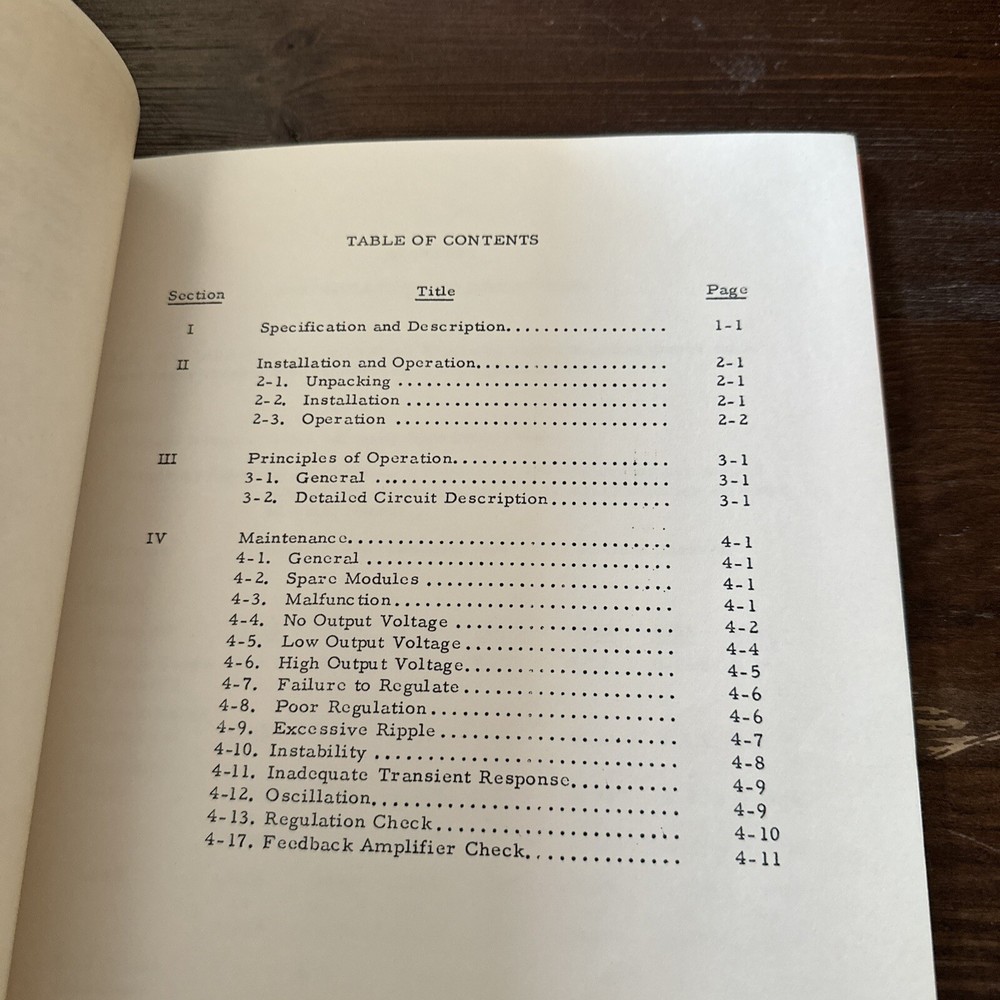 TABLE OF CONTENTS
Section Title Page
I Specification and Description................. 1-1
II Installation and Operation..................... 2-1
2-1. Unpacking .............................. 2-1
2-2. Installation ............................. 2-1
2-3. Operation .............................. 2-2
III Principles of Operation........................ 3-1
3-1. General ................................ 3-1
3-2. Detailed Circuit Description............. 3-1
IV Maintenance................................... 4-1
4-1. General ................................ 4-1
4-2. Spare Modules .......................... 4-1
4-3. Malfunction............................. 4-1
4-4. No Output Voltage ....................... 4-2
4-5. Low Output Voltage...................... 4-4
4-6. High Output Voltage...................... 4-5
4-7. Failure to Regulate...................... 4-6
4-8. Poor Regulation......................... 4-6
4-9. Excessive Ripple........................ 4-7
4-10. Instability .............................. 4-8
4-11. Inadequate Transient Response........... 4-9
4-12. Oscillation.............................. 4-9
4-13. Regulation Check........................ 4-10
4-17. Feedback Amplifier Check............... 4-11